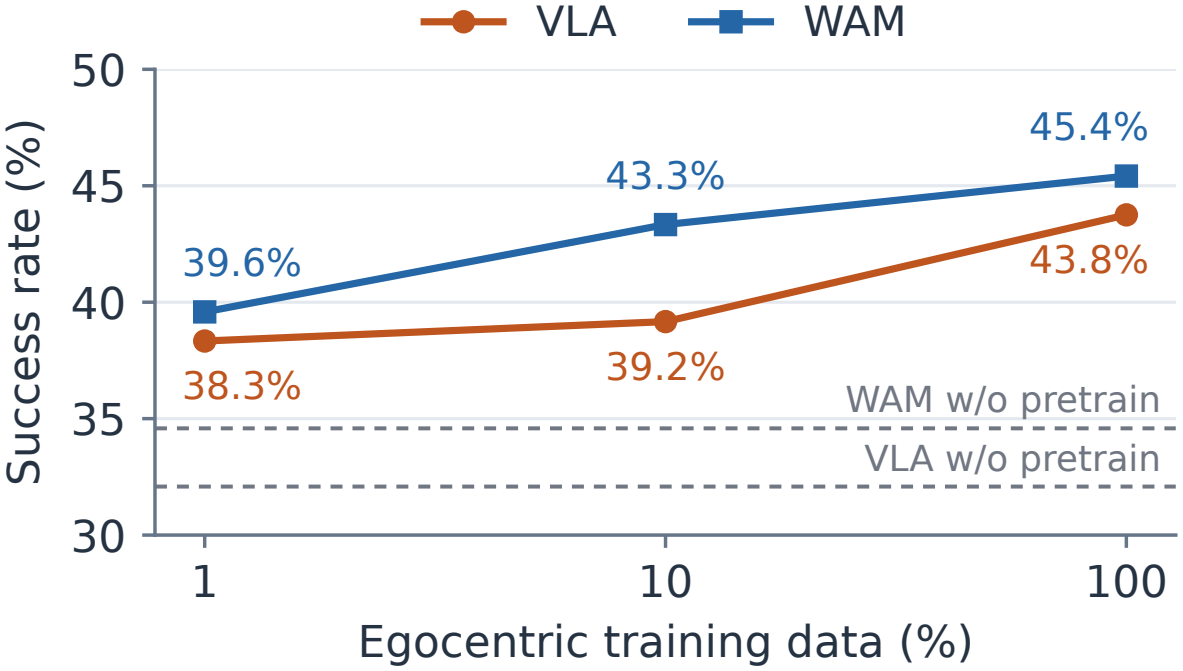 VLA WAM
50
45
40
35
30
Success rate (%)
39.6%
43.3%
45.4%
38.3%
39.2%
43.8%
WAM w/o pretrain
VLA w/o pretrain
1 10 100
Egocentric training data (%)